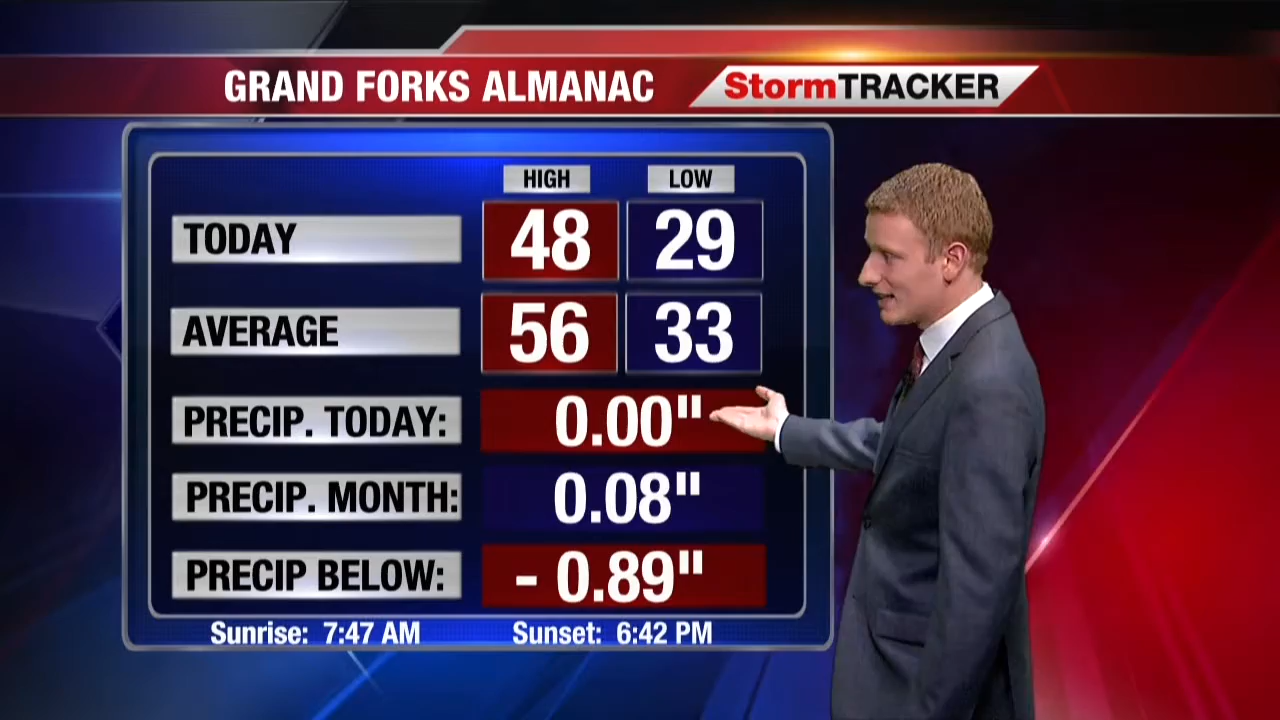 GRAND FORKS ALMANAC StormTRACKER
HIGH LOW
TODAY 48 29
AVERAGE 56 33
PRECIP. TODAY: 0.00"
PRECIP. MONTH: 0.08"
PRECIP BELOW: - 0.89"
Sunrise: 7:47 AM Sunset: 6:42 PM